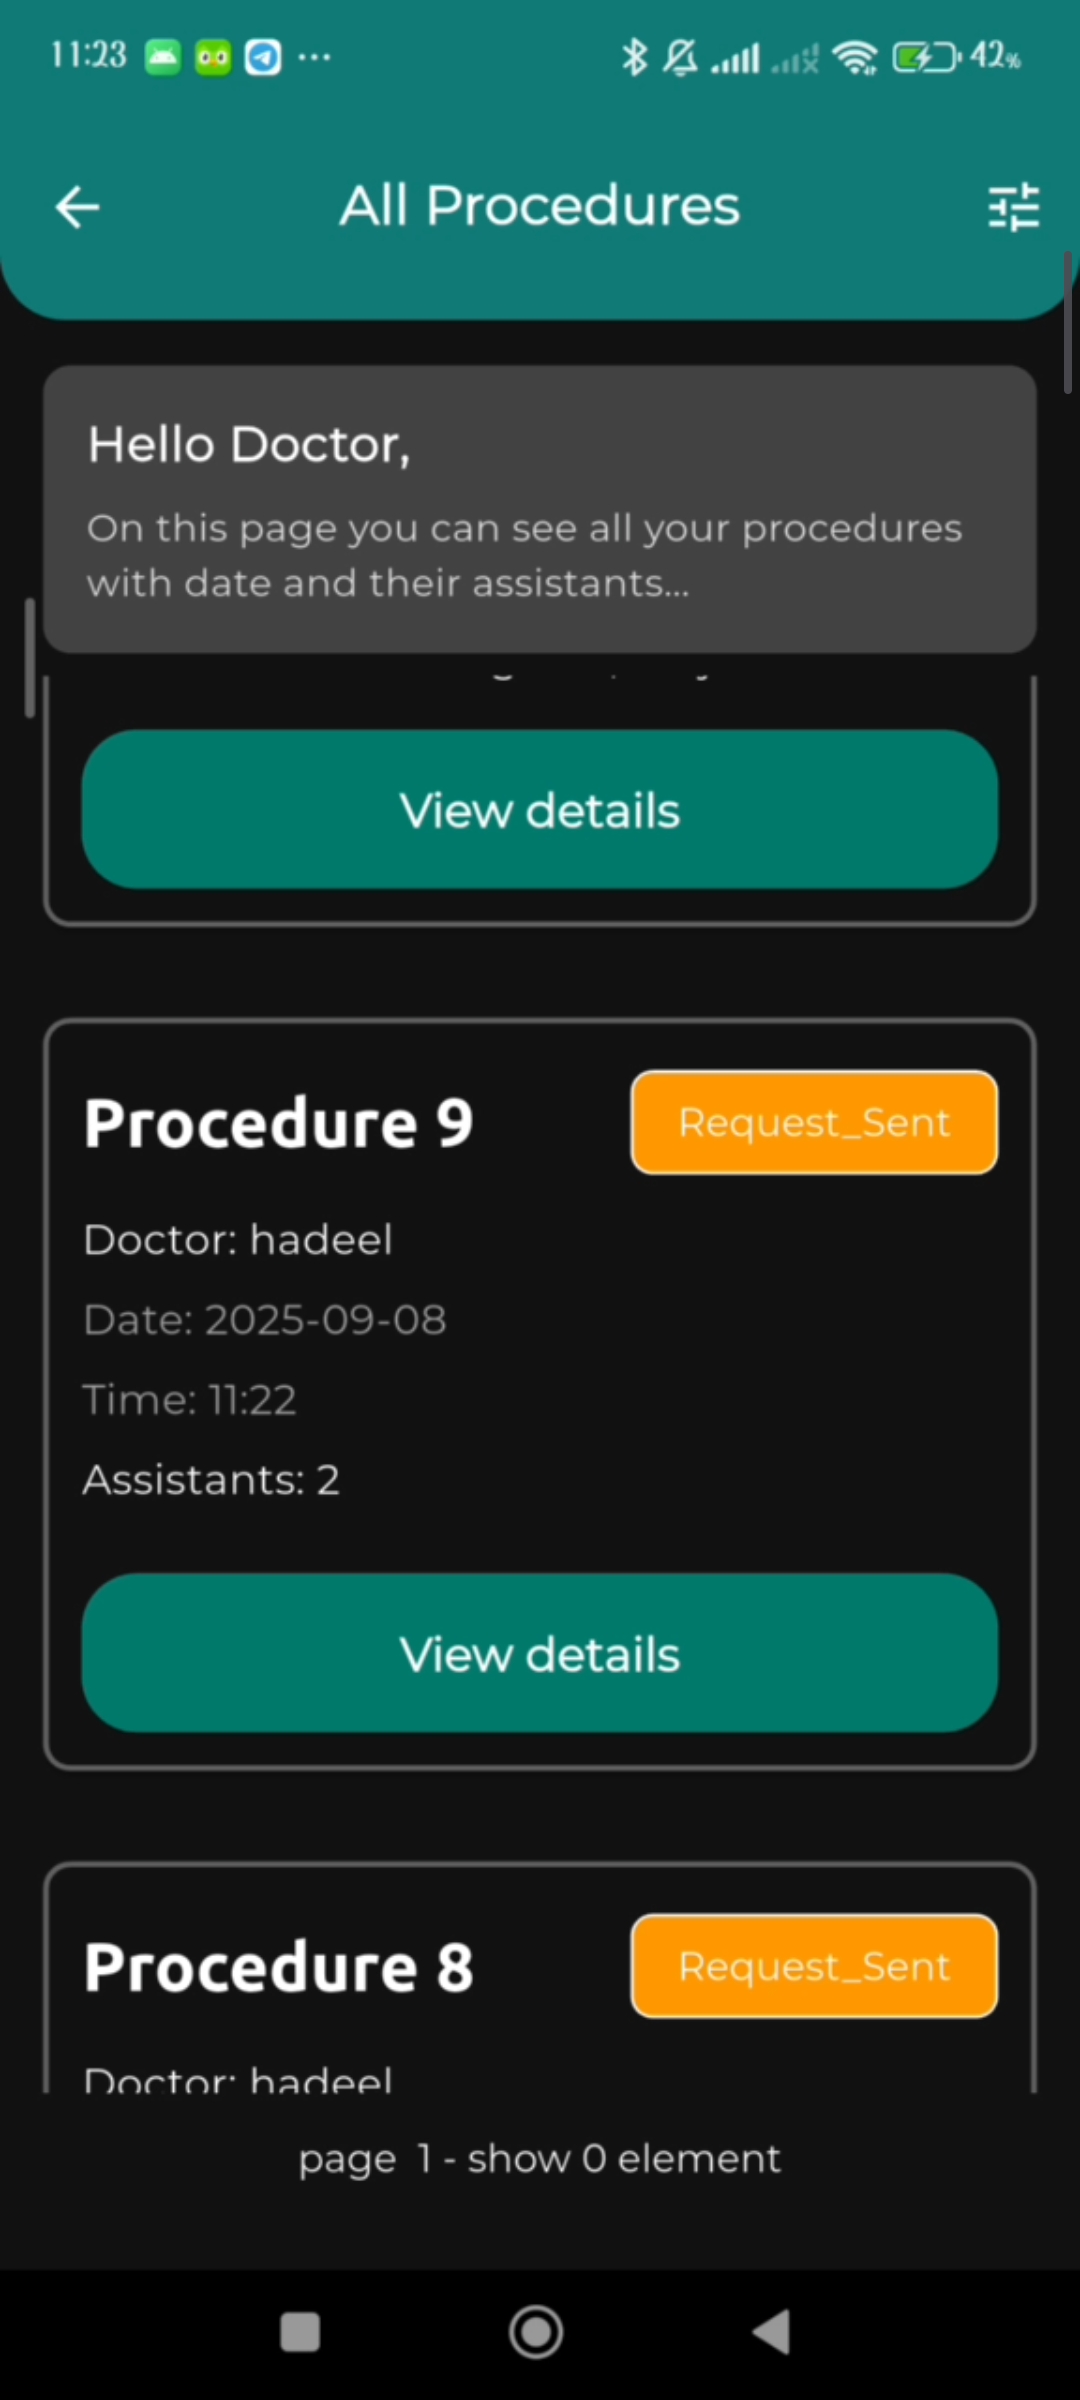 11:23
42%
All Procedures
Hello Doctor,
On this page you can see all your procedures
with date and their assistants...
View details
Procedure 9
Request_Sent
Doctor: hadeel
Date: 2025-09-08
Time: 11:22
Assistants: 2
View details
Procedure 8
Request_Sent
Doctor: hadeel
page 1 - show 0 element